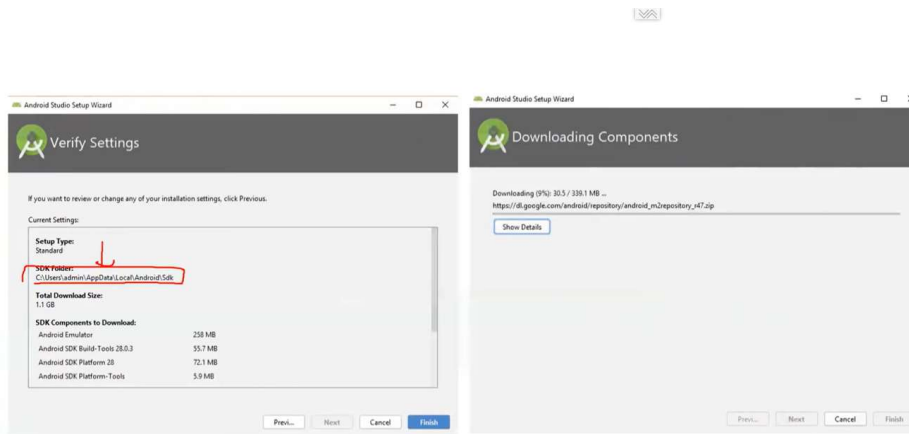 Android Studio Setup Wizard
Verify Settings
If you want to review or change any of your installation settings, click Previous.
Current Settings:
Setup Type:
Standard
SDK Folder:
C:\Users\admin\AppData\Local\Android\Sdk
Total Download Size:
1.1 GB
SDK Components to Download:
Android Emulator 258 MB
Android SDK Build-Tools 28.0.3 55.7 MB
Android SDK Platform 28 72.1 MB
Android SDK Platform-Tools 5.9 MB
Previ... Next Cancel Finish
Android Studio Setup Wizard
Downloading Components
Downloading (9%): 30.5 / 339.1 MB ...
https://dl.google.com/android/repository/android_m2repository_r47.zip
Show Details
Previ... Next Cancel Finish